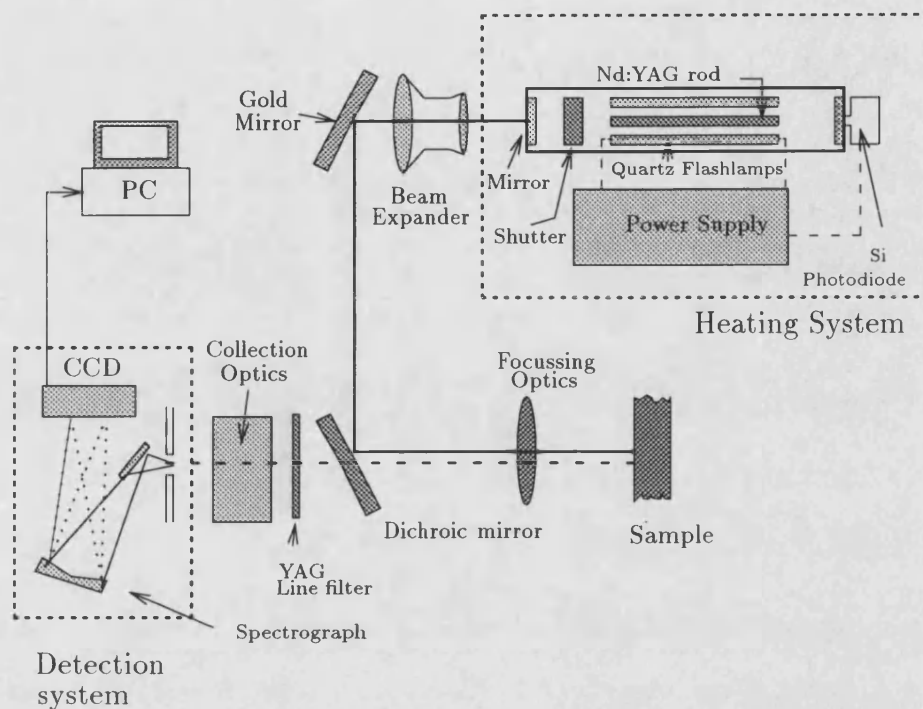 Nd:YAG rod
Gold
Mirror
PC
Mirror
Quartz Flashlamps
Beam
Expander
Shutter
Power Supply
Si
Photodiode
Heating System
CCD
Collection
Optics
Focussing
Optics
Dichroic mirror
Sample
YAG
Line filter
Spectrograph
Detection
system